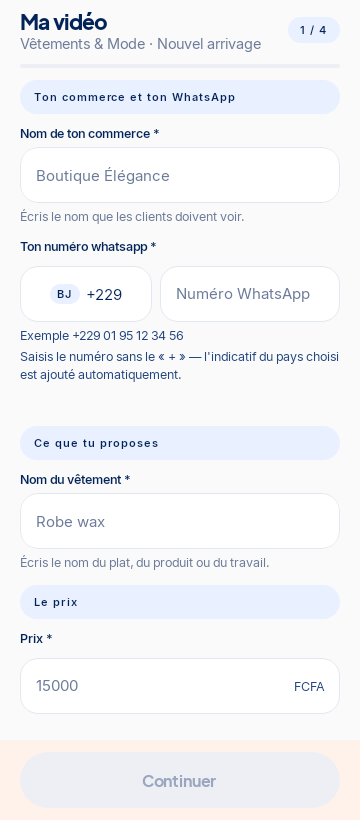 Ma vidéo
Vêtements & Mode · Nouvel arrivage
1 / 4
Ton commerce et ton WhatsApp
Nom de ton commerce *
Boutique Élégance
Écris le nom que les clients doivent voir.
Ton numéro whatsapp *
BJ +229
Numéro WhatsApp
Exemple +229 01 95 12 34 56
Saisis le numéro sans le « + » — l'indicatif du pays choisi
est ajouté automatiquement.
Ce que tu proposes
Nom du vêtement *
Robe wax
Écris le nom du plat, du produit ou du travail.
Le prix
Prix *
15000
FCFA
Continuer